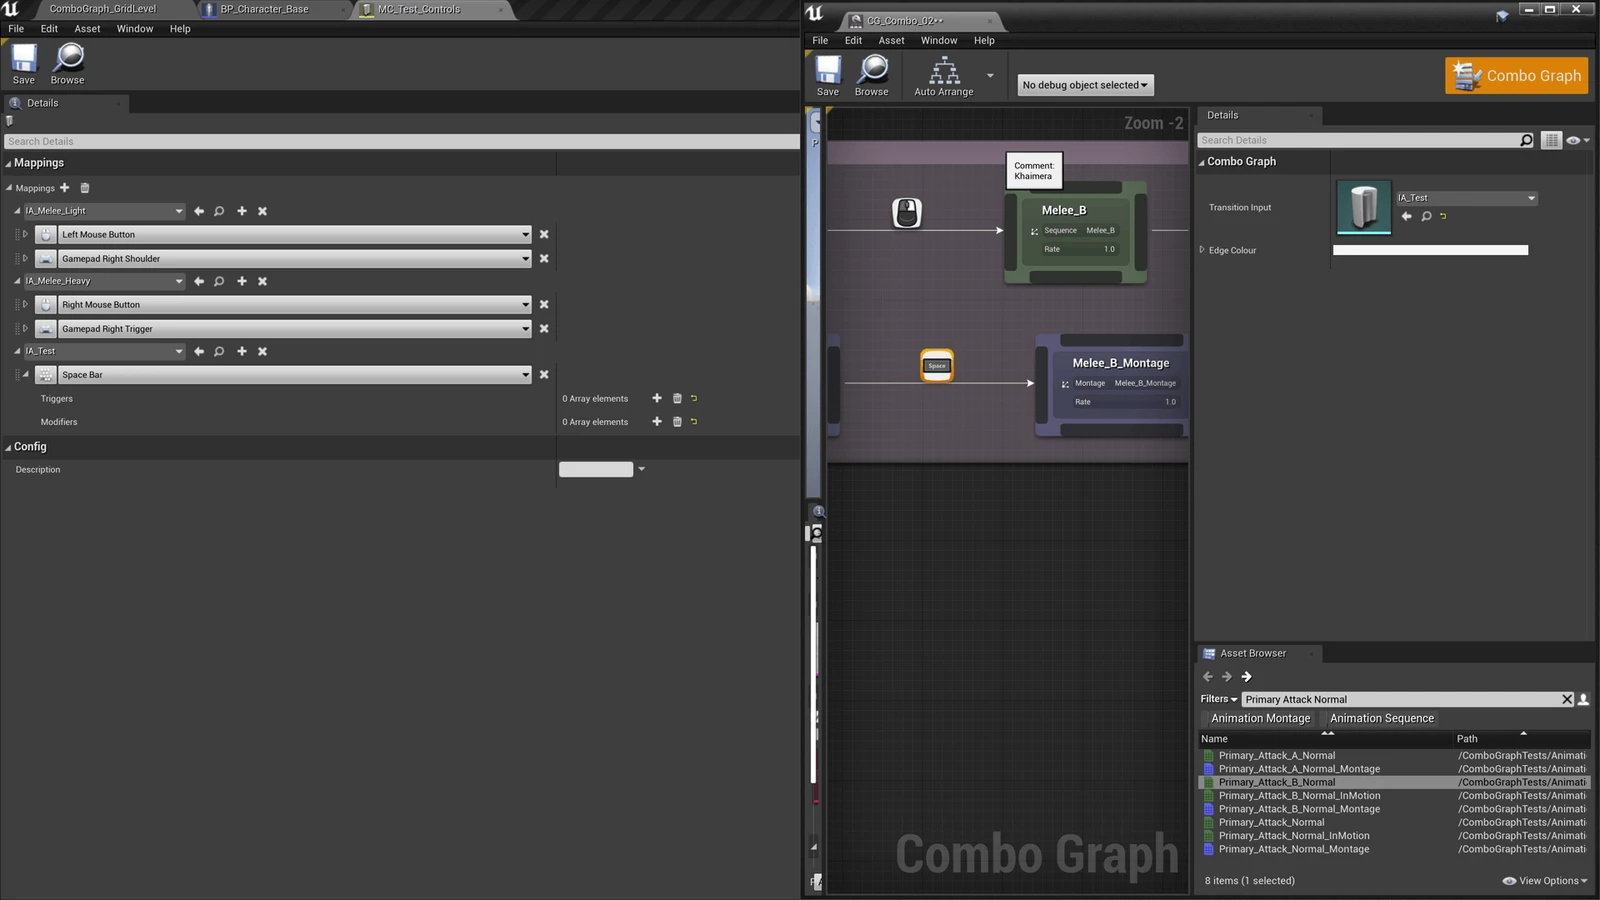 ComboGraph_GridLevel
BP_Character_Base
MC_Test_Controls
File Edit Asset Window Help
Save
Browse
Details
Search Details
Mappings
Mappings
IA_Melee_Light
Left Mouse Button
Gamepad Right Shoulder
IA_Melee_Heavy
Right Mouse Button
Gamepad Right Trigger
IA_Test
Space Bar
Triggers 0 Array elements
Modifiers 0 Array elements
Config
Description
CG_Combo_02••
File Edit Asset Window Help
Save
Browse
Auto Arrange
No debug object selected
Combo Graph
Zoom -2
Comment:
Khaimera
Melee_B
Sequence Melee_B
Rate 1.0
Space
Melee_B_Montage
Montage Melee_B_Montage
Rate 1.0
Combo Graph
Details
Search Details
Combo Graph
Transition Input IA_Test
Edge Colour
Asset Browser
Filters Primary Attack Normal
Animation Montage Animation Sequence
Name Path
Primary_Attack_A_Normal /ComboGraphTests/Animati
Primary_Attack_A_Normal_Montage /ComboGraphTests/Animati
Primary_Attack_B_Normal /ComboGraphTests/Animati
Primary_Attack_B_Normal_InMotion /ComboGraphTests/Animati
Primary_Attack_B_Normal_Montage /ComboGraphTests/Animati
Primary_Attack_Normal /ComboGraphTests/Animati
Primary_Attack_Normal_InMotion /ComboGraphTests/Animati
Primary_Attack_Normal_Montage /ComboGraphTests/Animati
8 items (1 selected) View Options